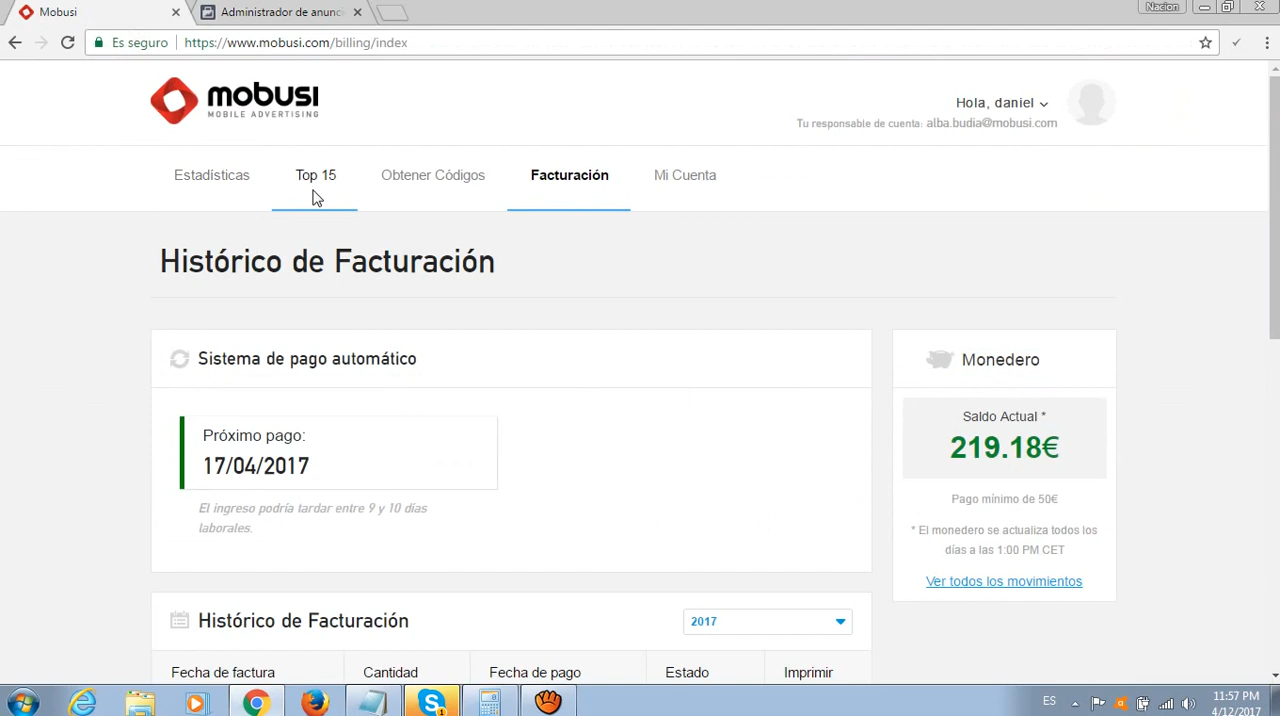 Mobusi
Administrador de anunci
Nacion
Es seguro
https://www.mobusi.com/billing/index
mobusi
MOBILE ADVERTISING
Hola, daniel
Tu responsable de cuenta: alba.budia@mobusi.com
Estadísticas
Top 15
Obtener Códigos
Facturación
Mi Cuenta
Histórico de Facturación
Sistema de pago automático
Próximo pago:
17/04/2017
El ingreso podría tardar entre 9 y 10 días
laborales.
Monedero
Saldo Actual *
219.18€
Pago mínimo de 50€
* El monedero se actualiza todos los
días a las 1:00 PM CET
Ver todos los movimientos
Histórico de Facturación
2017
Fecha de factura
Cantidad
Fecha de pago
Estado
Imprimir
ES
11:57 PM
4/12/2017